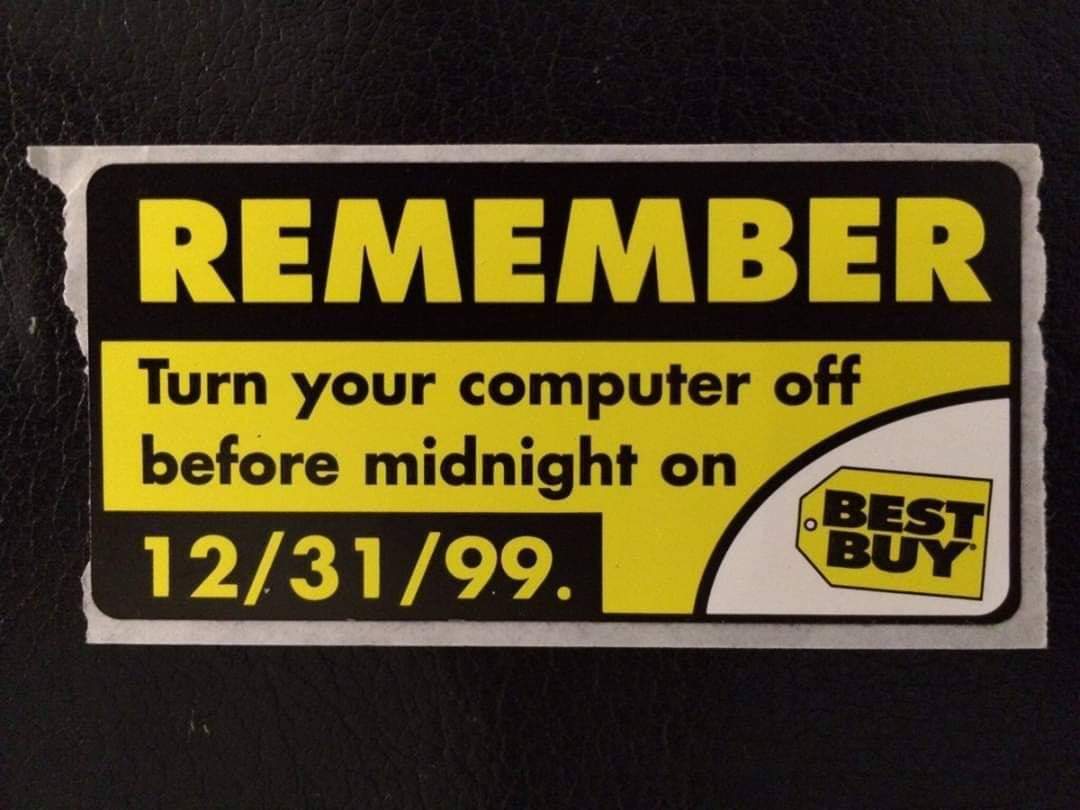 REMEMBER
Turn your computer off
before midnight on
12/31/99.
BEST
BUY